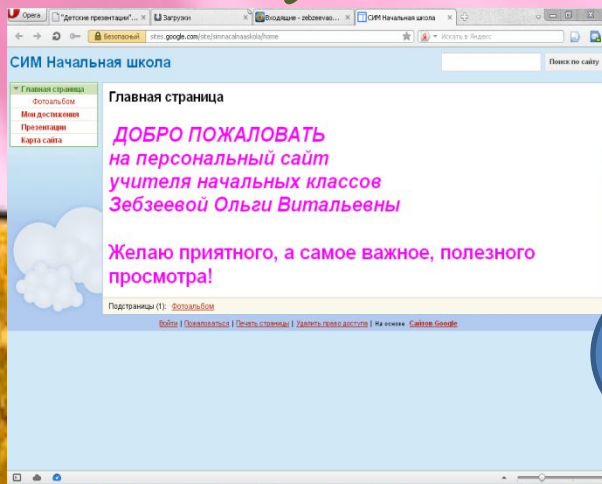 Opera
"Детские презентации"...
Загрузки
Входящие - zebzeevao...
СИМ Начальная школа
Безопасный
sites.google.com/site/simnacalnaaskola/home
Искать в Яндекс
СИМ Начальная школа
Поиск по сайту
Главная страница
Фотоальбом
Мои достижения
Презентации
Карта сайта
Главная страница
ДОБРО ПОЖАЛОВАТЬ
на персональный сайт
учителя начальных классов
Зебзеевой Ольги Витальевны
Желаю приятного, а самое важное, полезного
просмотра!
Подстраницы (1): Фотоальбом
Войти | Пожаловаться | Печать страницы | Удалить право доступа | На основе Сайтов Google